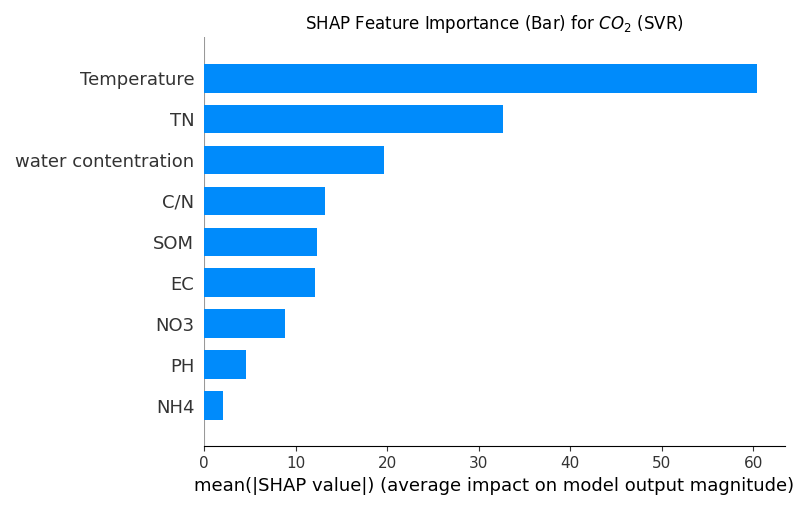 SHAP Feature Importance (Bar) for CO₂ (SVR)
Temperature
TN
water contentration
C/N
SOM
EC
NO3
PH
NH4
0 10 20 30 40 50 60
mean(|SHAP value|) (average impact on model output magnitude)